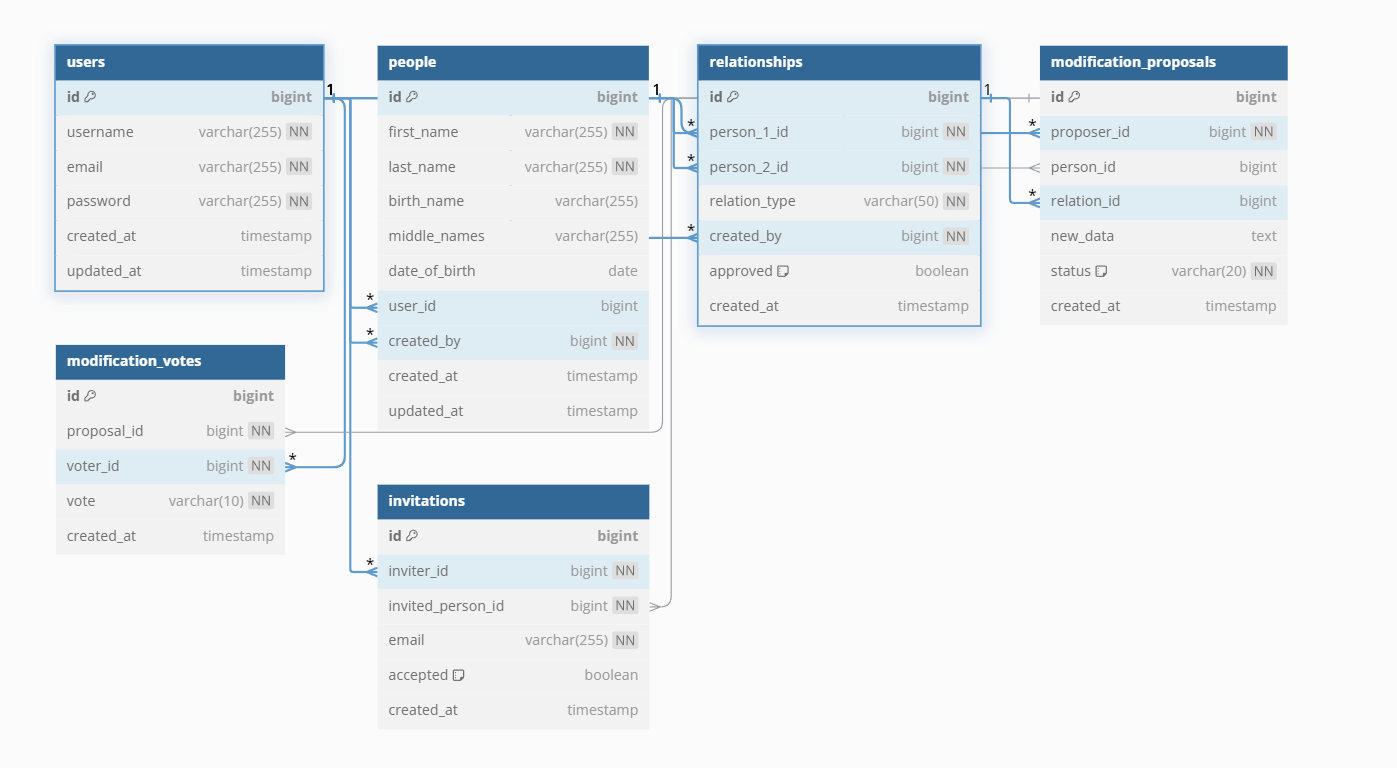 users
id bigint
username varchar(255) NN
email varchar(255) NN
password varchar(255) NN
created_at timestamp
updated_at timestamp
1
people
id bigint
first_name varchar(255) NN
last_name varchar(255) NN
birth_name varchar(255)
middle_names varchar(255)
date_of_birth date
* user_id bigint
* created_by bigint NN
created_at timestamp
updated_at timestamp
1
relationships
id bigint
* person_1_id bigint NN
* person_2_id bigint NN
relation_type varchar(50) NN
* created_by bigint NN
approved boolean
created_at timestamp
1
modification_proposals
id bigint
* proposer_id bigint NN
person_id bigint
* relation_id bigint
new_data text
status varchar(20) NN
created_at timestamp
modification_votes
id bigint
proposal_id bigint NN
voter_id bigint NN *
vote varchar(10) NN
created_at timestamp
invitations
id bigint
* inviter_id bigint NN
invited_person_id bigint NN
email varchar(255) NN
accepted boolean
created_at timestamp